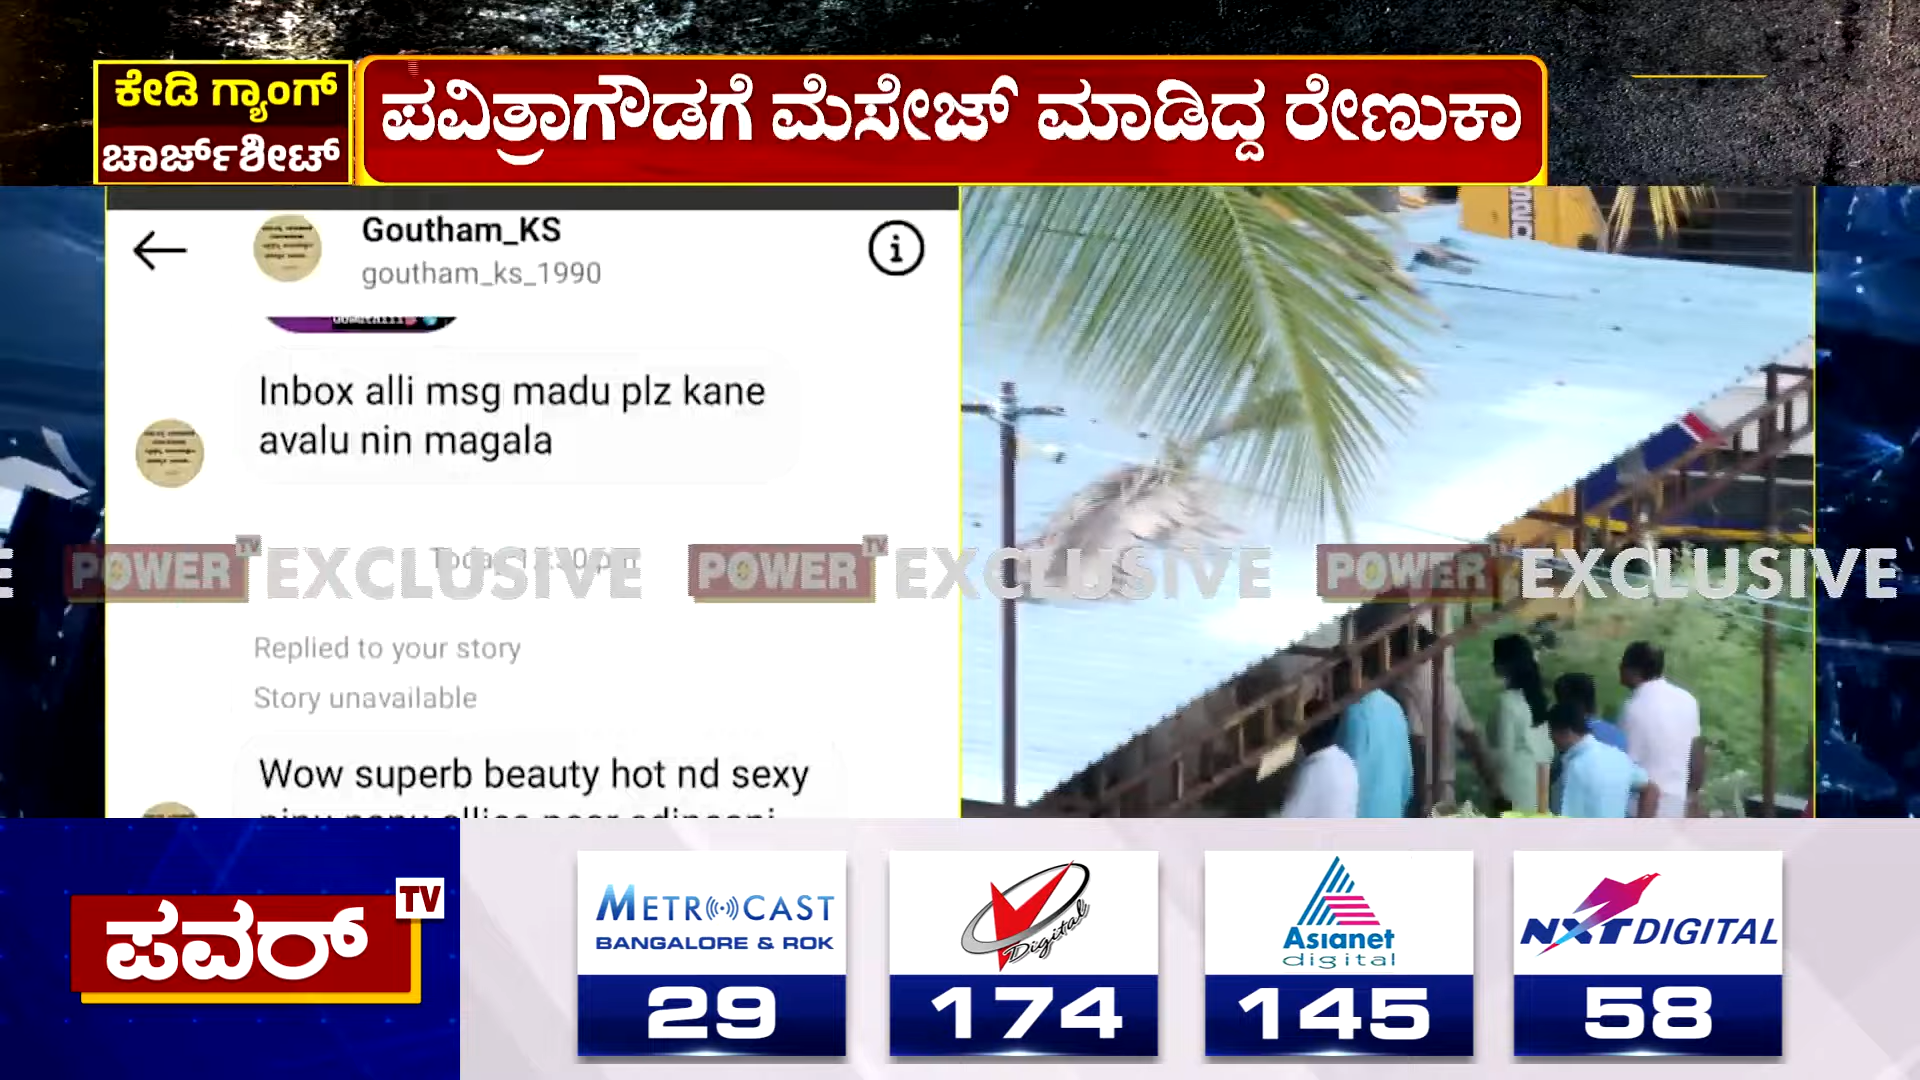 ಕೇಡಿ ಗ್ಯಾಂಗ್
ಚಾರ್ಜ್‌ಶೀಟ್
ಪವಿತ್ರಾಗೌಡಗೆ ಮೆಸೇಜ್ ಮಾಡಿದ್ದ ರೇಣುಕಾ
Goutham_KS
goutham_ks_1990
Inbox alli msg madu plz kane
avalu nin magala
POWER TV EXCLUSIVE POWER TV EXCLUSIVE POWER TV EXCLUSIVE
Replied to your story
Story unavailable
Wow superb beauty hot nd sexy
ಪವರ್ TV
METROCAST
BANGALORE & ROK
29
V Digital
174
Asianet
digital
145
NXTDIGITAL
58